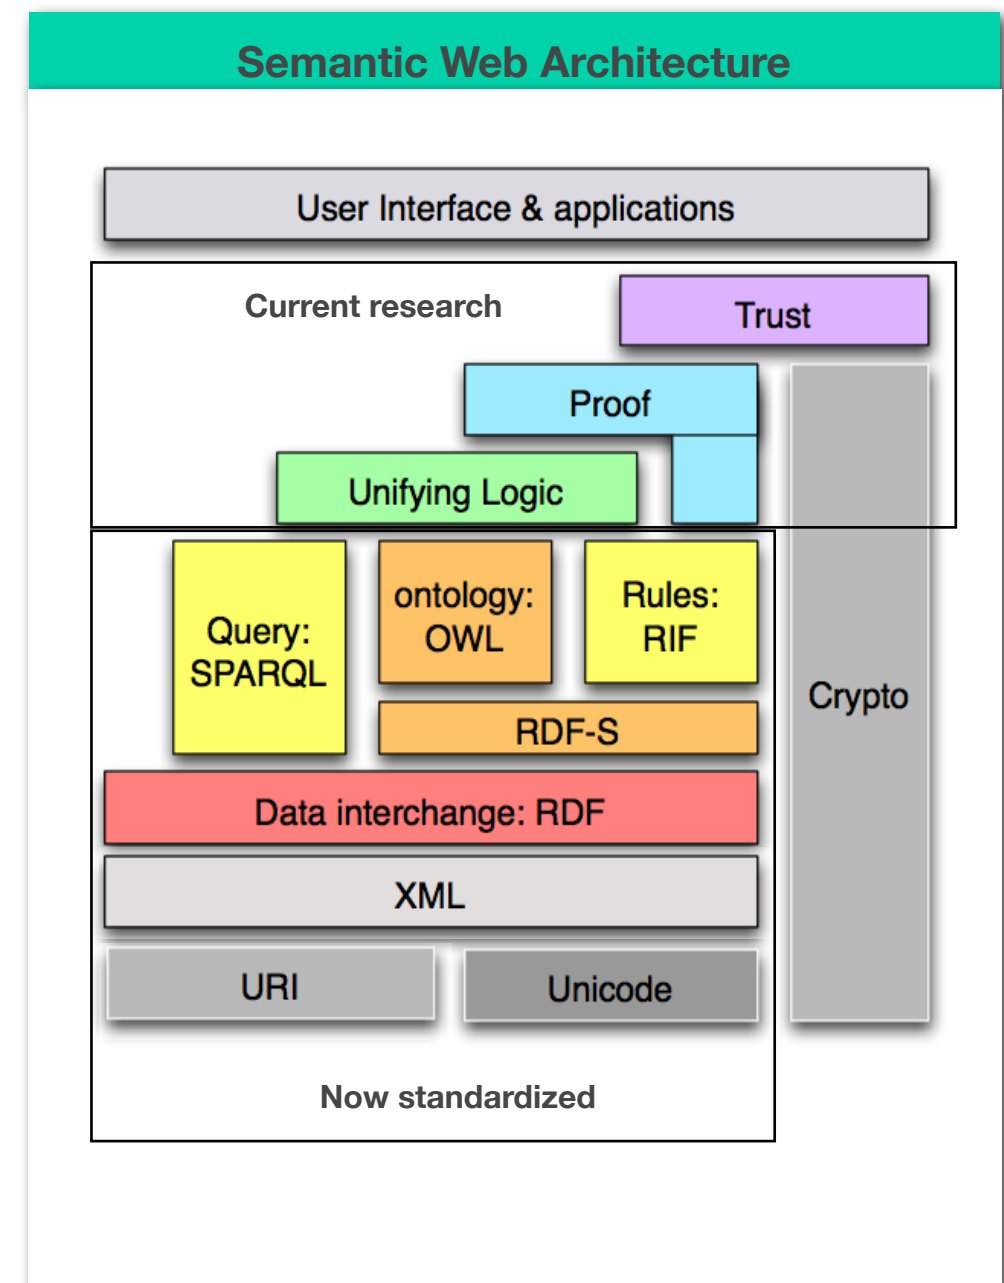 Semantic Web Architecture
User Interface & applications
Current research
Trust
Proof
Unifying Logic
Query:
SPARQL
ontology:
OWL
Rules:
RIF
Crypto
RDF-S
Data interchange: RDF
XML
URI
Unicode
Now standardized